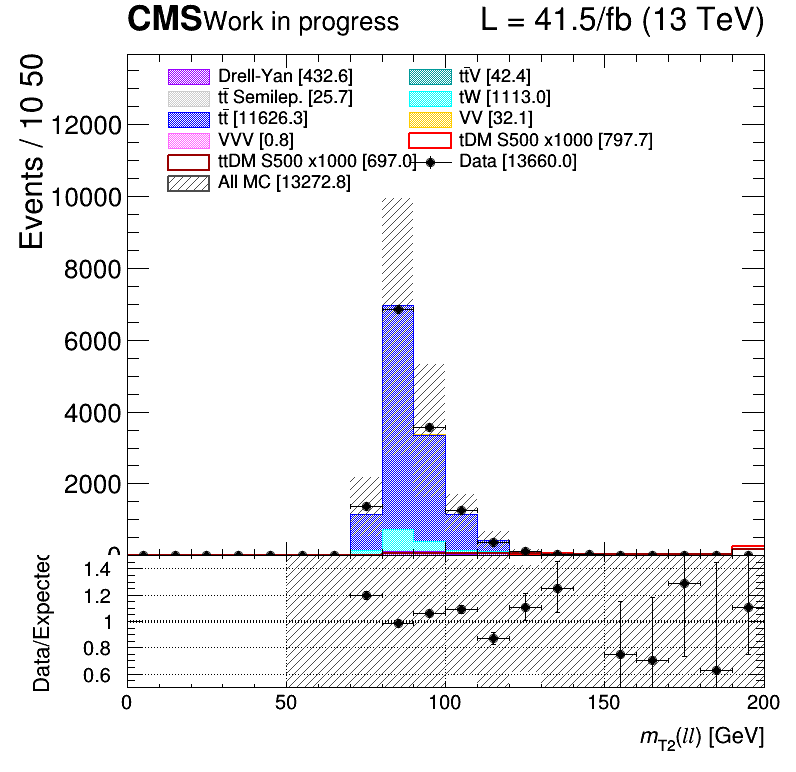 CMS Work in progress L = 41.5/fb (13 TeV)
Events / 10 50
Drell-Yan [432.6] tt̄V [42.4]
tt̄ Semilep. [25.7] tW [1113.0]
tt̄ [11626.3] VV [32.1]
VVV [0.8] tDM S500 x1000 [797.7]
ttDM S500 x1000 [697.0] Data [13660.0]
All MC [13272.8]
12000
10000
8000
6000
4000
2000
0
Data/Expected
1.4
1.2
1
0.8
0.6
0 50 100 150 200
m_T2(ll) [GeV]